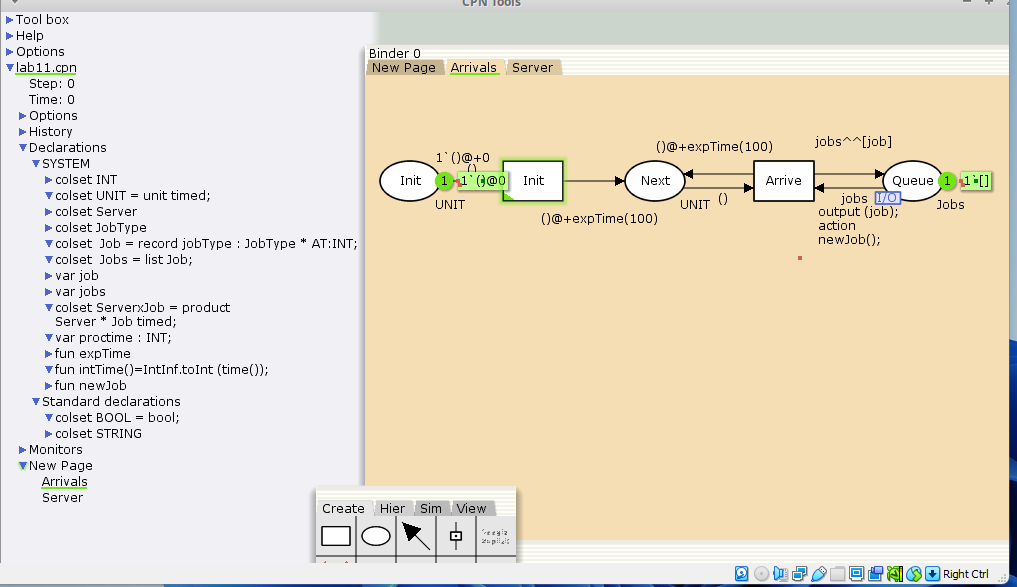 CPN Tools
Tool box
Help
Options
lab11.cpn
Step: 0
Time: 0
Options
History
Declarations
SYSTEM
colset INT
colset UNIT = unit timed;
colset Server
colset JobType
colset Job = record jobType : JobType * AT:INT;
colset Jobs = list Job;
var job
var jobs
colset ServerxJob = product
Server * Job timed;
var proctime : INT;
fun expTime
fun intTime()=IntInf.toInt (time());
fun newJob
Standard declarations
colset BOOL = bool;
colset STRING
Monitors
New Page
Arrivals
Server
Binder 0
New Page Arrivals Server
1`()@+0
()
Init
1
1`()@0
UNIT
Init
()@+expTime(100)
Next
UNIT
()@+expTime(100)
()
Arrive
jobs^^[job]
jobs
output (job);
action
newJob();
Queue
I/O
1
1`[]
Jobs
Create Hier Sim View
Right Ctrl